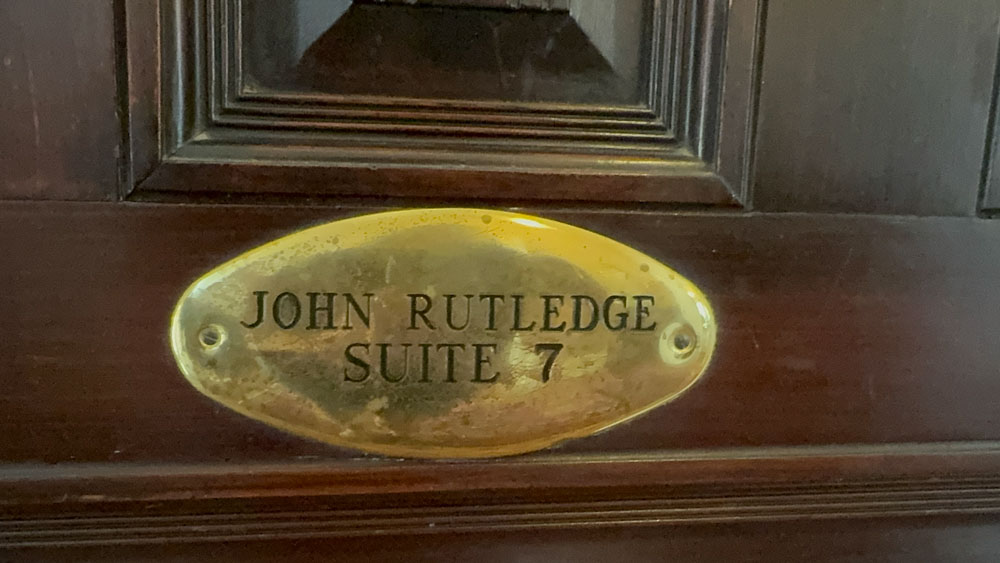 JOHN RUTLEDGE
SUITE 7